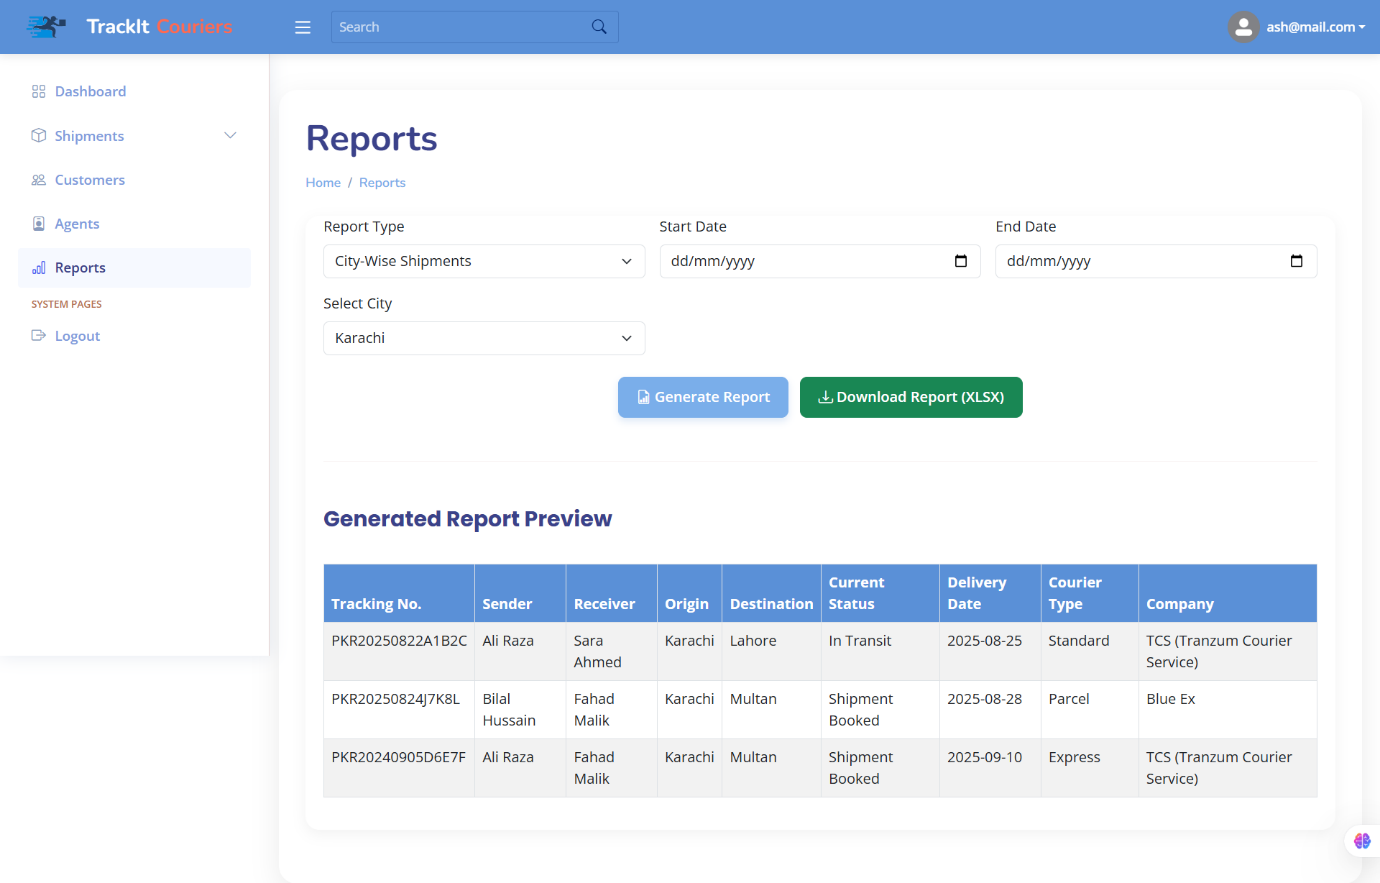 TrackIt Couriers
Search
ash@mail.com
Dashboard
Shipments
Customers
Agents
Reports
SYSTEM PAGES
Logout
Reports
Home / Reports
Report Type Start Date End Date
City-Wise Shipments dd/mm/yyyy dd/mm/yyyy
Select City
Karachi
Generate Report Download Report (XLSX)
Generated Report Preview
Tracking No. Sender Receiver Origin Destination Current Status Delivery Date Courier Type Company
PKR20250822A1B2C Ali Raza Sara Ahmed Karachi Lahore In Transit 2025-08-25 Standard TCS (Tranzum Courier Service)
PKR20250824J7K8L Bilal Hussain Fahad Malik Karachi Multan Shipment Booked 2025-08-28 Parcel Blue Ex
PKR20240905D6E7F Ali Raza Fahad Malik Karachi Multan Shipment Booked 2025-09-10 Express TCS (Tranzum Courier Service)